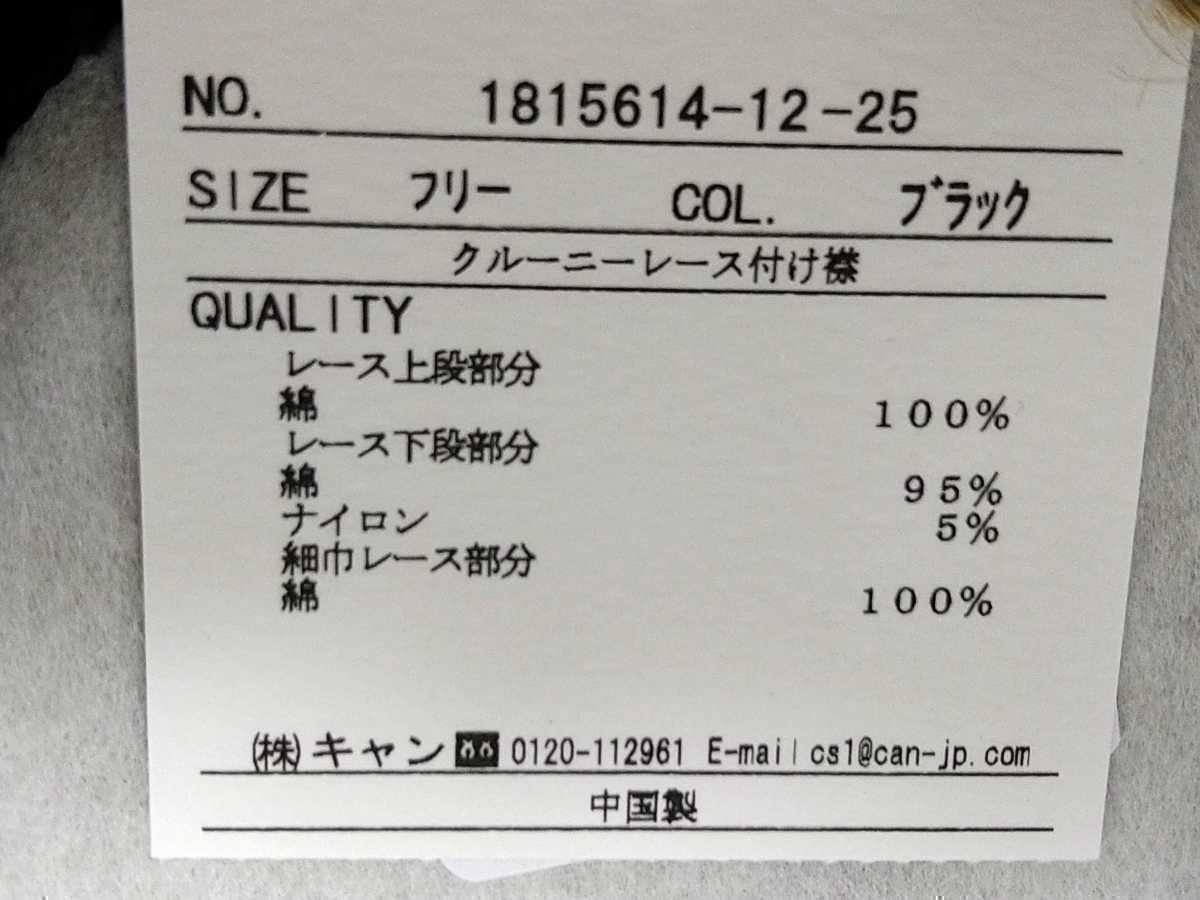 NO. 1815614-12-25
SIZE フリー COL. ブラック
クルーニーレース付け襟
QUALITY
レース上段部分
綿 100%
レース下段部分
綿 95%
ナイロン 5%
細巾レース部分
綿 100%
(株)キャン 0120-112961 E-mail cs1@can-jp.com
中国製